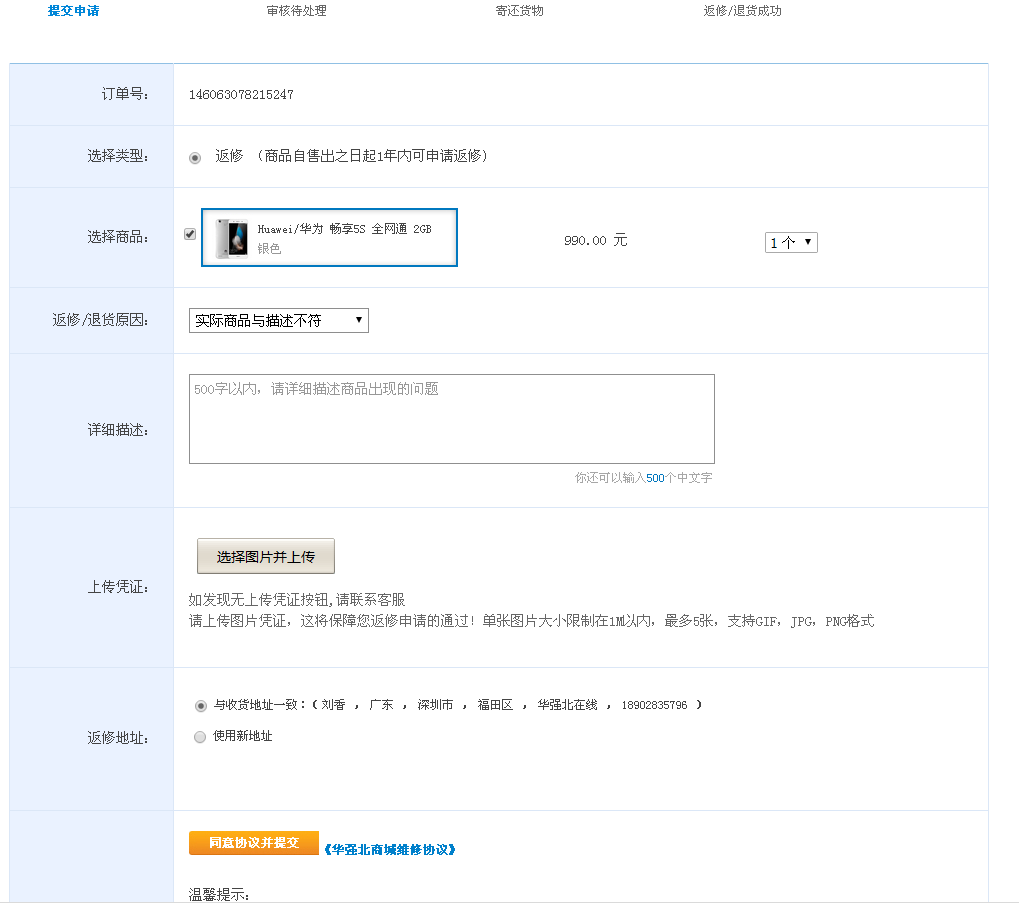 提交申请 审核待处理 寄还货物 返修/退货成功
订单号： 146063078215247
选择类型： 返修 （商品自售出之日起1年内可申请返修）
选择商品： Huawei/华为 畅享5S 全网通 2GB
银色
990.00 元
1 个
返修/退货原因： 实际商品与描述不符
详细描述： 500字以内，请详细描述商品出现的问题
你还可以输入500个中文字
上传凭证： 选择图片并上传
如发现无上传凭证按钮,请联系客服
请上传图片凭证，这将保障您返修申请的通过！单张图片大小限制在1M以内，最多5张，支持GIF，JPG，PNG格式
返修地址： 与收货地址一致：( 刘香 ， 广东 ， 深圳市 ， 福田区 ， 华强北在线 ， 18902835796 )
使用新地址
同意协议并提交 《华强北商城维修协议》
温馨提示：